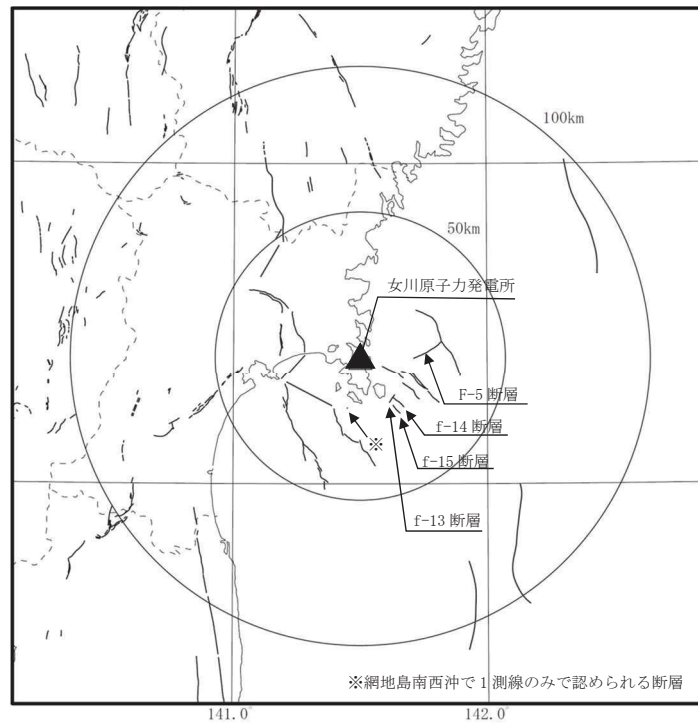 100km
50km
女川原子力発電所
F-5 断層
f-14 断層
f-15 断層
※
f-13 断層
※網地島南西沖で１測線のみで認められる断層
141.0°
142.0°